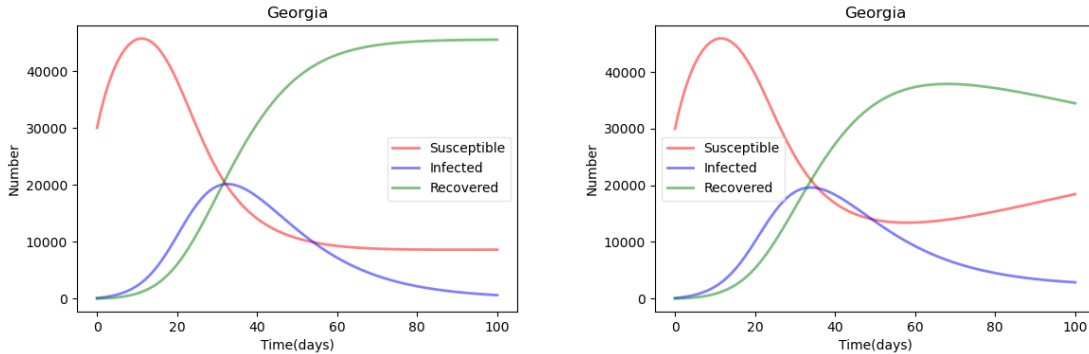 Georgia
Number
40000
30000
20000
10000
0
Susceptible
Infected
Recovered
0 20 40 60 80 100
Time(days)
Georgia
Number
40000
30000
20000
10000
0
Susceptible
Infected
Recovered
0 20 40 60 80 100
Time(days)